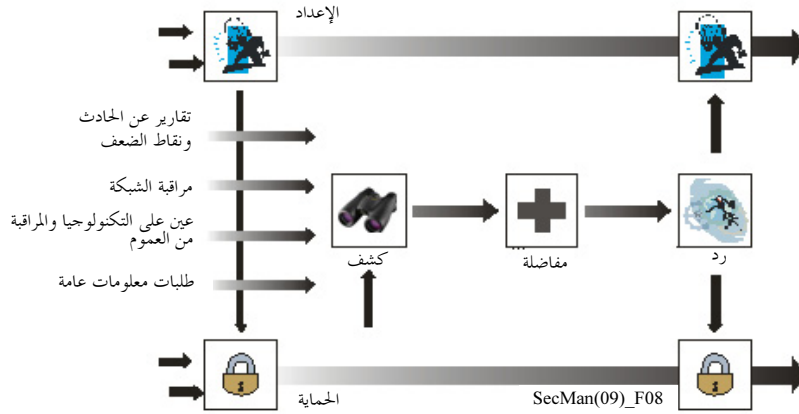 الإعداد
تقارير عن الحادث
ونقاط الضعف
مراقبة الشبكة
عين على التكنولوجيا والمراقبة
من العموم
طلبات معلومات عامة
كشف
مفاضلة
رد
الحماية
SecMan(09)_F08